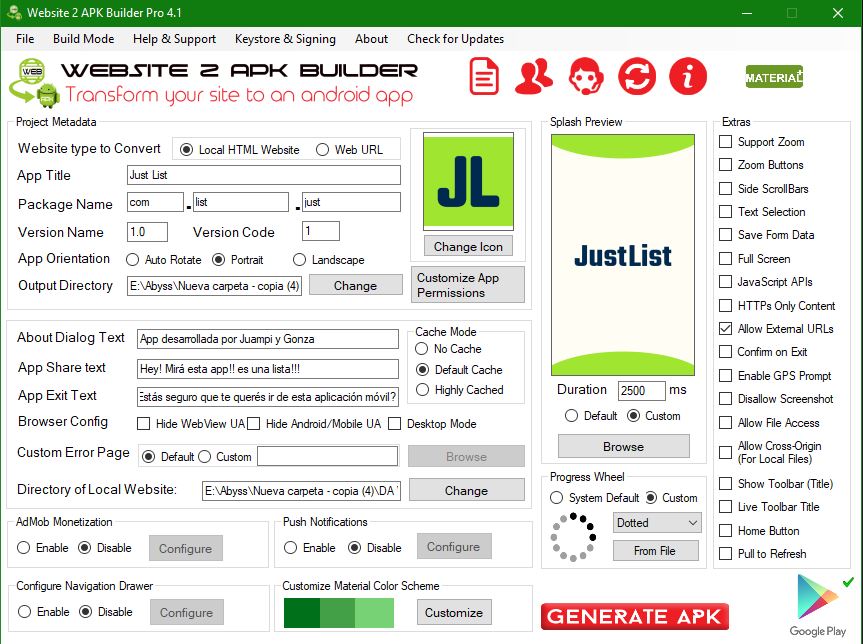 Website 2 APK Builder Pro 4.1
File Build Mode Help & Support Keystore & Signing About Check for Updates
WEB
APK
WEBSITE 2 APK BUILDER
Transform your site to an android app
MATERIAL
Project Metadata
Website type to Convert Local HTML Website Web URL
App Title Just List
Package Name com . list . just
Version Name 1.0 Version Code 1
App Orientation Auto Rotate Portrait Landscape
Output Directory E:\Abyss\Nueva carpeta - copia (4) Change
JL
Change Icon
Customize App
Permissions
About Dialog Text App desarrollada por Juampi y Gonza
App Share text Hey! Mirá esta app!! es una lista!!!
App Exit Text Estás seguro que te querés ir de esta aplicación móvil?
Browser Config Hide WebView UA Hide Android/Mobile UA Desktop Mode
Custom Error Page Default Custom Browse
Directory of Local Website: E:\Abyss\Nueva carpeta - copia (4)\DA Change
Cache Mode
No Cache
Default Cache
Highly Cached
AdMob Monetization
Enable Disable Configure
Push Notifications
Enable Disable Configure
Configure Navigation Drawer
Enable Disable Configure
Customize Material Color Scheme
Customize
Splash Preview
JustList
Duration 2500 ms
Default Custom
Browse
Progress Wheel
System Default Custom
Dotted
From File
GENERATE APK
Extras
Support Zoom
Zoom Buttons
Side ScrollBars
Text Selection
Save Form Data
Full Screen
JavaScript APIs
HTTPs Only Content
Allow External URLs
Confirm on Exit
Enable GPS Prompt
Disallow Screenshot
Allow File Access
Allow Cross-Origin
(For Local Files)
Show Toolbar (Title)
Live Toolbar Title
Home Button
Pull to Refresh
Google Play